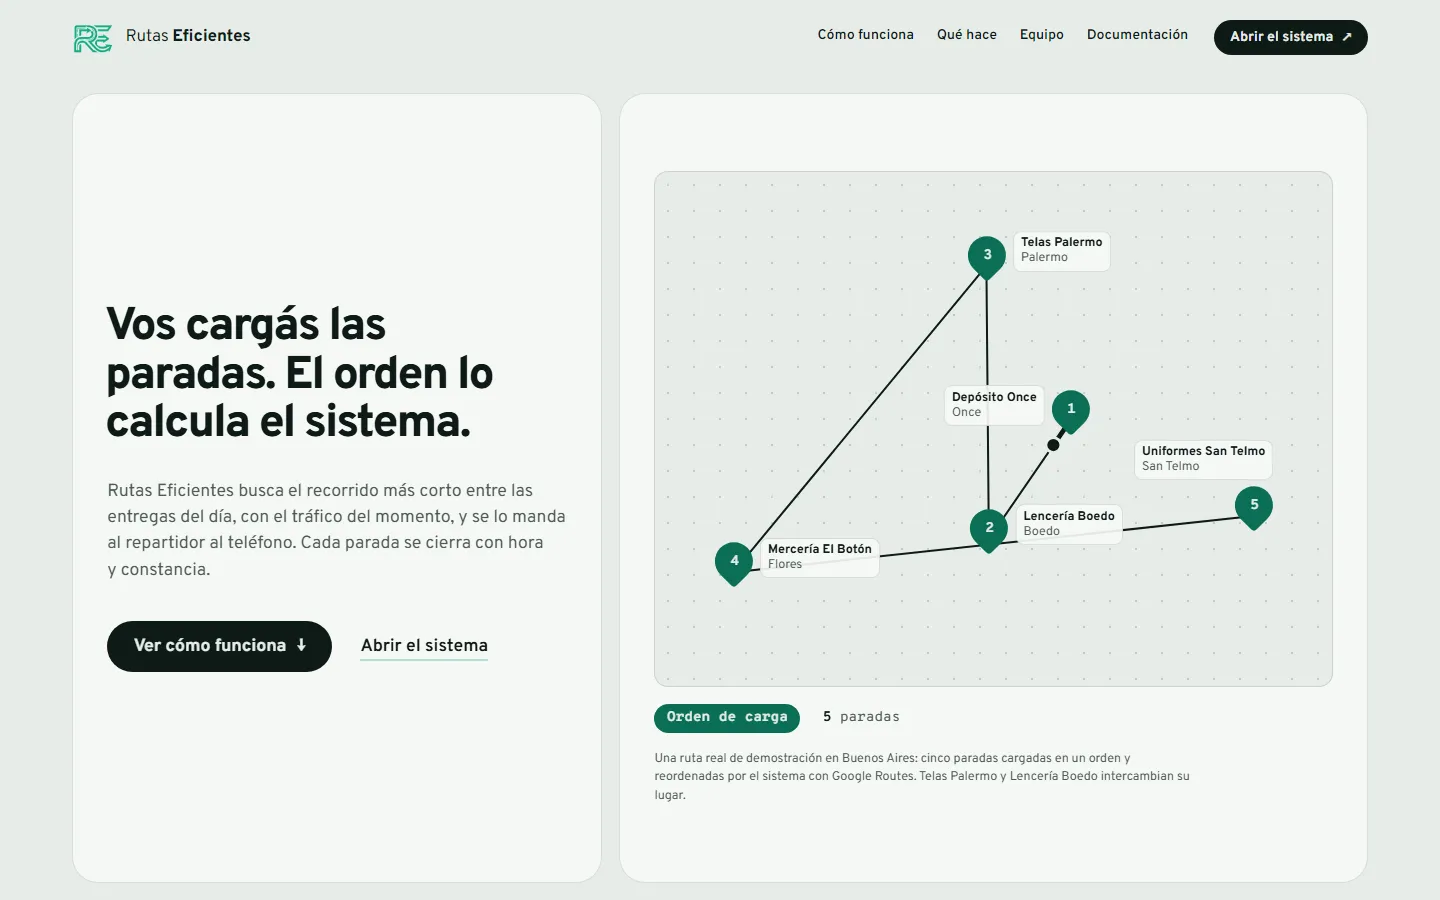 RE Rutas Eficientes
Cómo funciona
Qué hace
Equipo
Documentación
Abrir el sistema ↗
Vos cargás las
paradas. El orden lo
calcula el sistema.
Rutas Eficientes busca el recorrido más corto entre las
entregas del día, con el tráfico del momento, y se lo manda
al repartidor al teléfono. Cada parada se cierra con hora
y constancia.
Ver cómo funciona ↓
Abrir el sistema
3
Telas Palermo
Palermo
Depósito Once
Once
1
Uniformes San Telmo
San Telmo
5
2
Lencería Boedo
Boedo
4
Mercería El Botón
Flores
Orden de carga
5 paradas
Una ruta real de demostración en Buenos Aires: cinco paradas cargadas en un orden y
reordenadas por el sistema con Google Routes. Telas Palermo y Lencería Boedo intercambian su
lugar.